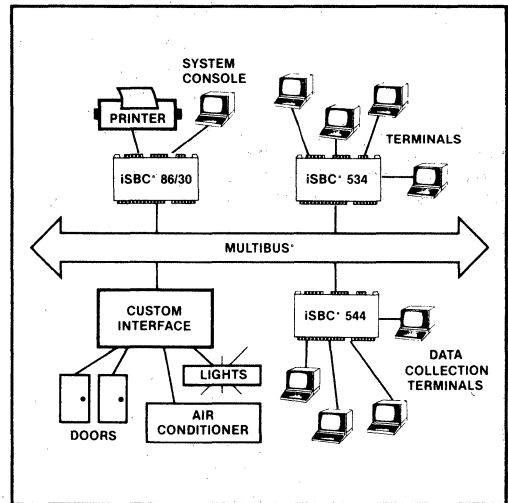 SYSTEM
CONSOLE
PRINTER
TERMINALS
iSBC® 86/30
iSBC® 534
MULTIBUS®
CUSTOM
INTERFACE
iSBC® 544
LIGHTS
DATA
COLLECTION
TERMINALS
AIR
CONDITIONER
DOORS